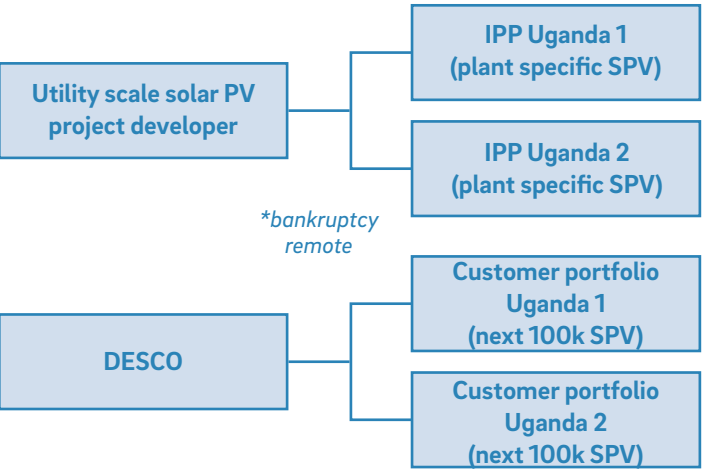 Utility scale solar PV
project developer
IPP Uganda 1
(plant specific SPV)
IPP Uganda 2
(plant specific SPV)
*bankruptcy
remote
DESCO
Customer portfolio
Uganda 1
(next 100k SPV)
Customer portfolio
Uganda 2
(next 100k SPV)